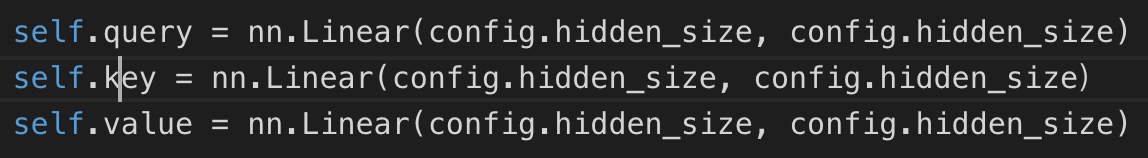 self.query = nn.Linear(config.hidden_size, config.hidden_size)
self.key = nn.Linear(config.hidden_size, config.hidden_size)
self.value = nn.Linear(config.hidden_size, config.hidden_size)